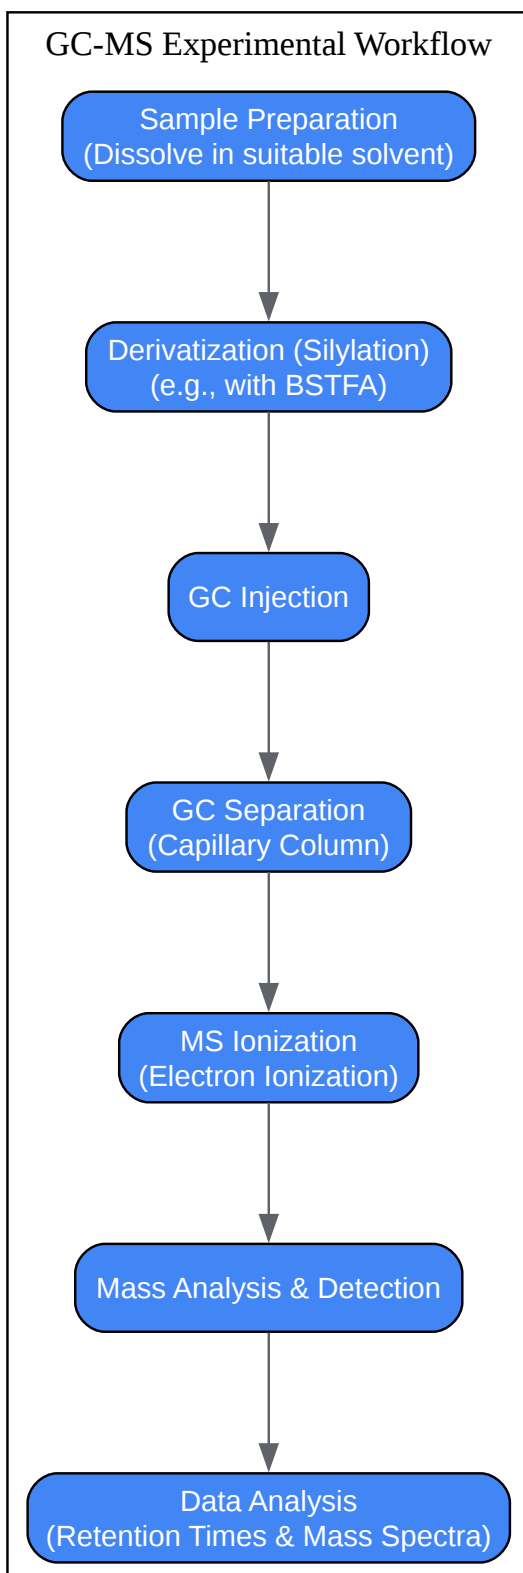 GC-MS Experimental Workflow
Sample Preparation
(Dissolve in suitable solvent)
Derivatization (Silylation)
(e.g., with BSTFA)
GC Injection
GC Separation
(Capillary Column)
MS Ionization
(Electron Ionization)
Mass Analysis & Detection
Data Analysis
(Retention Times & Mass Spectra)